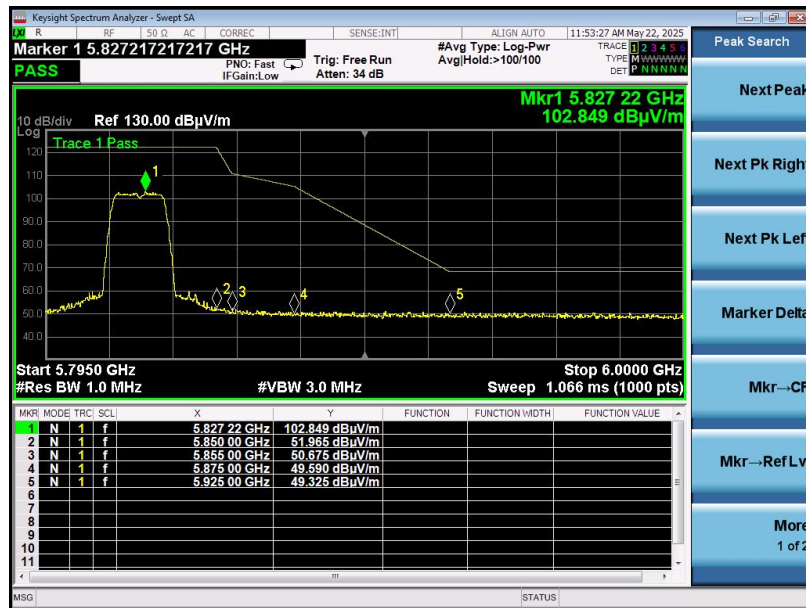 Keysight Spectrum Analyzer - Swept SA
LXI R RF 50 Ω AC CORREC SENSE:INT ALIGN AUTO 11:53:27 AM May 22, 2025
Marker 1 5.827217217217 GHz
PASS
PNO: Fast
IFGain:Low
Trig: Free Run
Atten: 34 dB
#Avg Type: Log-Pwr
Avg|Hold:>100/100
TRACE 1 2 3 4 5 6
TYPE M WWWWW
DET P N N N N N
Mkr1 5.827 22 GHz
102.849 dBµV/m
10 dB/div Ref 130.00 dBµV/m
Log
Trace 1 Pass
120
110
100
90.0
80.0
70.0
60.0
50.0
40.0
1
2
3
4
5
Start 5.7950 GHz Stop 6.0000 GHz
#Res BW 1.0 MHz #VBW 3.0 MHz Sweep 1.066 ms (1000 pts)
MKR MODE TRC SCL X Y FUNCTION FUNCTION WIDTH FUNCTION VALUE
1 N 1 f 5.827 22 GHz 102.849 dBµV/m
2 N 1 f 5.850 00 GHz 51.965 dBµV/m
3 N 1 f 5.855 00 GHz 50.675 dBµV/m
4 N 1 f 5.875 00 GHz 49.590 dBµV/m
5 N 1 f 5.925 00 GHz 49.325 dBµV/m
6
7
8
9
10
11
MSG STATUS
Peak Search
Next Peak
Next Pk Right
Next Pk Left
Marker Delta
Mkr→CF
Mkr→Ref Lv
More
1 of 2